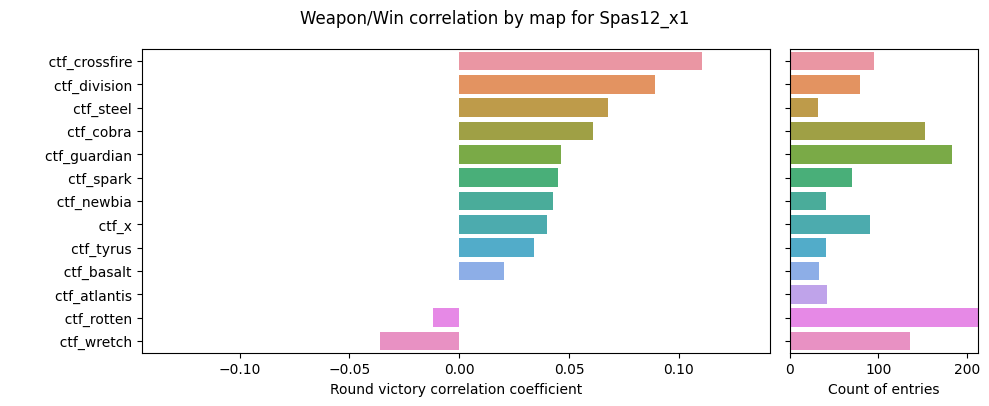 Weapon/Win correlation by map for Spas12_x1
ctf_crossfire
ctf_division
ctf_steel
ctf_cobra
ctf_guardian
ctf_spark
ctf_newbia
ctf_x
ctf_tyrus
ctf_basalt
ctf_atlantis
ctf_rotten
ctf_wretch
−0.10 −0.05 0.00 0.05 0.10
Round victory correlation coefficient
0 100 200
Count of entries